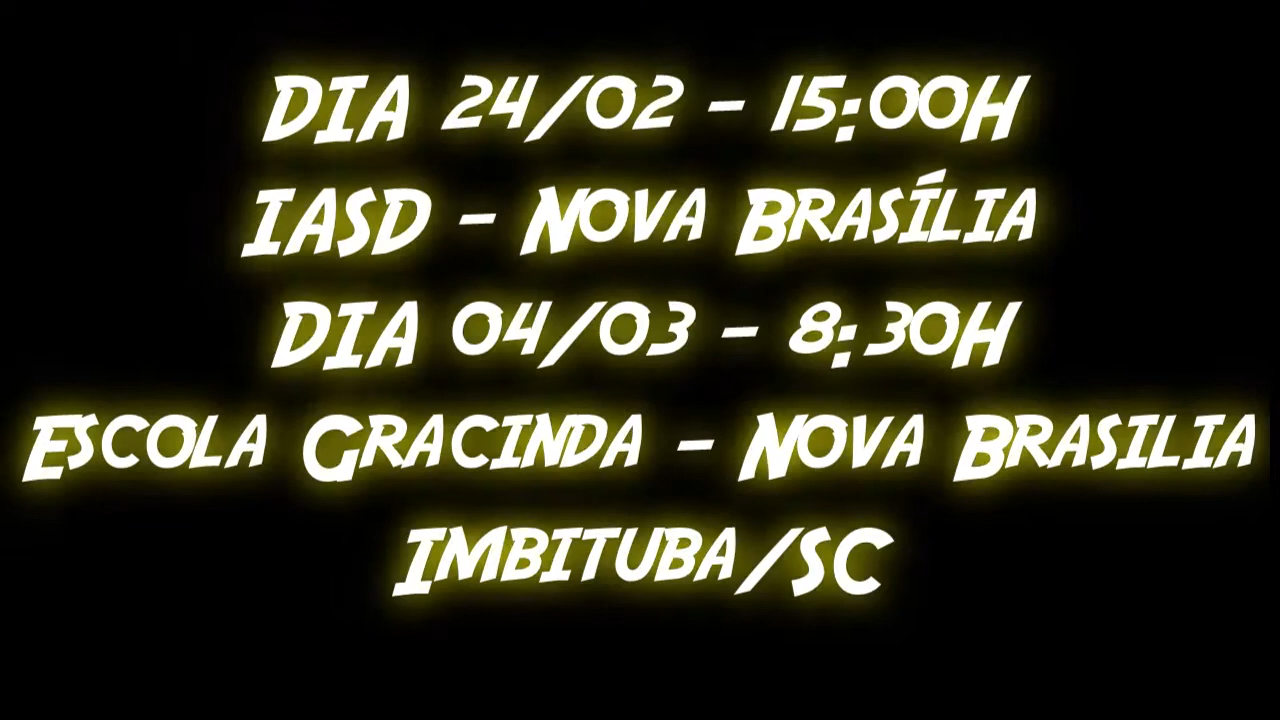 DIA 24/02 - 15:00H
IASD - NOVA BRASÍLIA
DIA 04/03 - 8:30H
ESCOLA GRACINDA - NOVA BRASILIA
IMBITUBA/SC